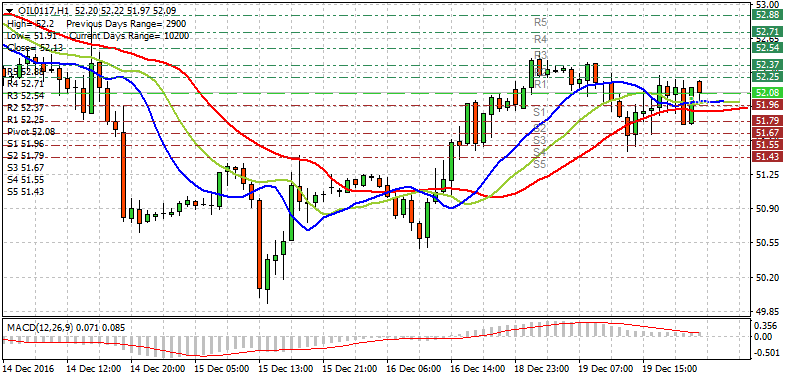 OIL0117,H1 52.20 52.22 51.97 52.09
High= 52.2 Previous Days Range= 2900
Low= 51.91 Current Days Range= 10200
Close= 52.13
R5 52.88
R4 52.71
R3 52.54
R2 52.37
R1 52.25
Pivot 52.08
S1 51.96
S2 51.79
S3 51.67
S4 51.55
S5 51.43
R5
R4
R3
R1
S1
S2
S3
S4
S5
53.00
52.88
52.71
52.65
52.54
52.37
52.25
52.08
51.96
51.79
51.67
51.55
51.43
51.25
50.90
50.55
50.20
49.85
MACD(12,26,9) 0.071 0.085
0.356
0.00
-0.501
14 Dec 2016
14 Dec 12:00
14 Dec 20:00
15 Dec 05:00
15 Dec 13:00
15 Dec 21:00
16 Dec 06:00
16 Dec 14:00
18 Dec 23:00
19 Dec 07:00
19 Dec 15:00